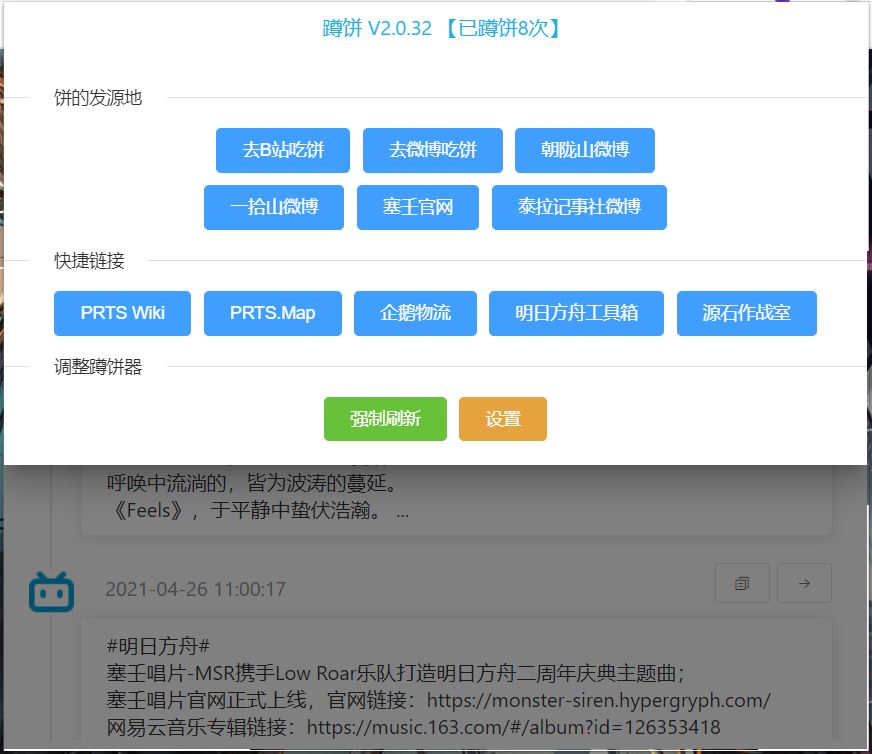 蹲饼 V2.0.32 【已蹲饼8次】
饼的发源地
去B站吃饼 去微博吃饼 朝陇山微博
一拾山微博 塞壬官网 泰拉记事社微博
快捷链接
PRTS Wiki PRTS.Map 企鹅物流 明日方舟工具箱 源石作战室
调整蹲饼器
强制刷新 设置
呼唤中流淌的，皆为波涛的蔓延。
《Feels》，于平静中蛰伏浩瀚。 ...
2021-04-26 11:00:17
#明日方舟#
塞壬唱片-MSR携手Low Roar乐队打造明日方舟二周年庆典主题曲；
塞壬唱片官网正式上线，官网链接：https://monster-siren.hypergryph.com/
网易云音乐专辑链接：https://music.163.com/#/album?id=126353418